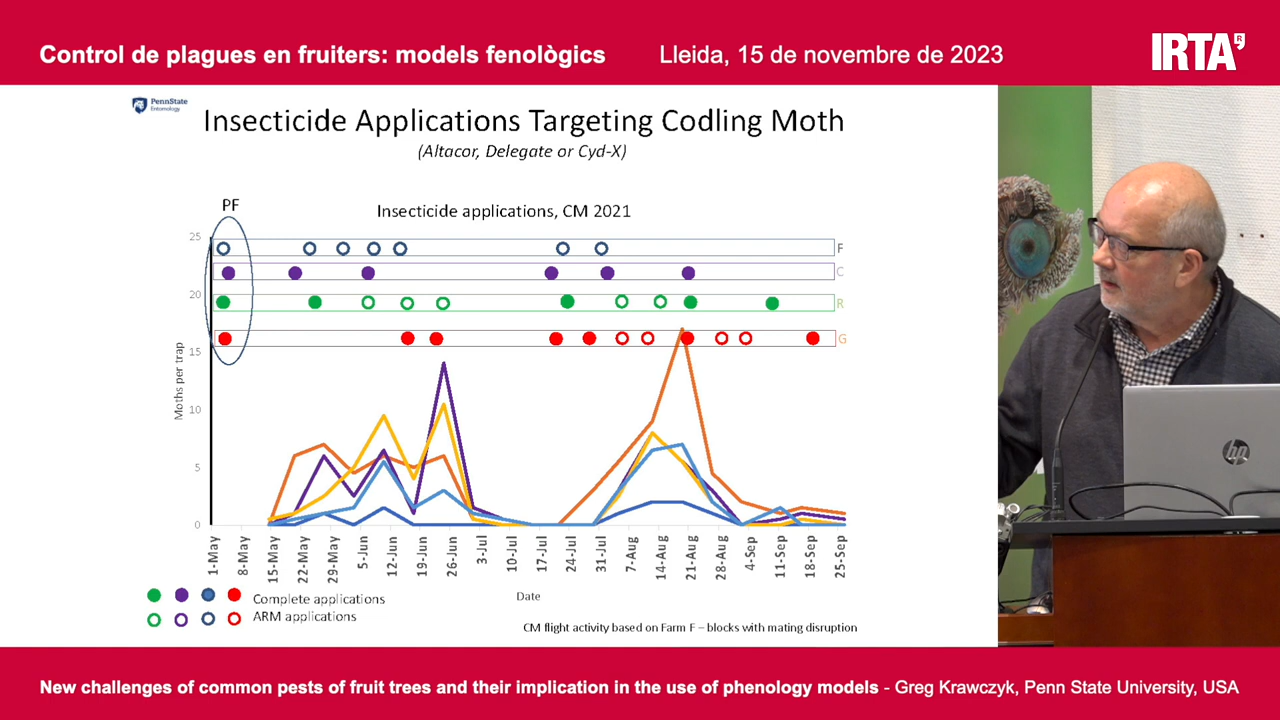 Control de plagues en fruiters: models fenològics
Lleida, 15 de novembre de 2023
IRTA
PennState
Entomology
Insecticide Applications Targeting Codling Moth
(Altacor, Delegate or Cyd-X)
PF
Insecticide applications, CM 2021
25
F
C
20
R
G
15
Moths per trap
10
5
0
1-May
8-May
15-May
22-May
29-May
5-Jun
12-Jun
19-Jun
26-Jun
3-Jul
10-Jul
17-Jul
24-Jul
31-Jul
7-Aug
14-Aug
21-Aug
28-Aug
4-Sep
11-Sep
18-Sep
25-Sep
Date
Complete applications
ARM applications
CM flight activity based on Farm F – blocks with mating disruption
hp
New challenges of common pests of fruit trees and their implication in the use of phenology models - Greg Krawczyk, Penn State University, USA